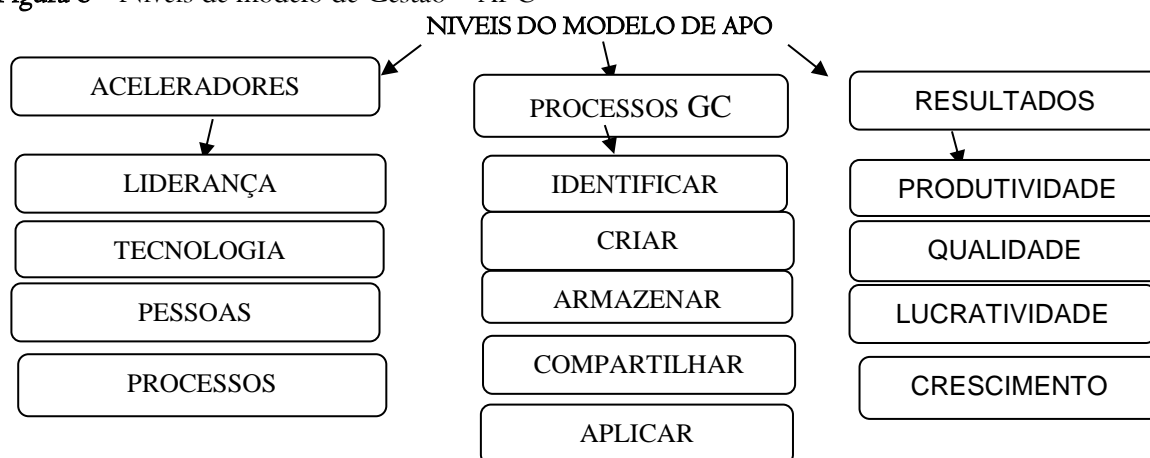 NIVEIS DO MODELO DE APO
ACELERADORES
LIDERANÇA
TECNOLOGIA
PESSOAS
PROCESSOS
PROCESSOS GC
IDENTIFICAR
CRIAR
ARMAZENAR
COMPARTILHAR
APLICAR
RESULTADOS
PRODUTIVIDADE
QUALIDADE
LUCRATIVIDADE
CRESCIMENTO